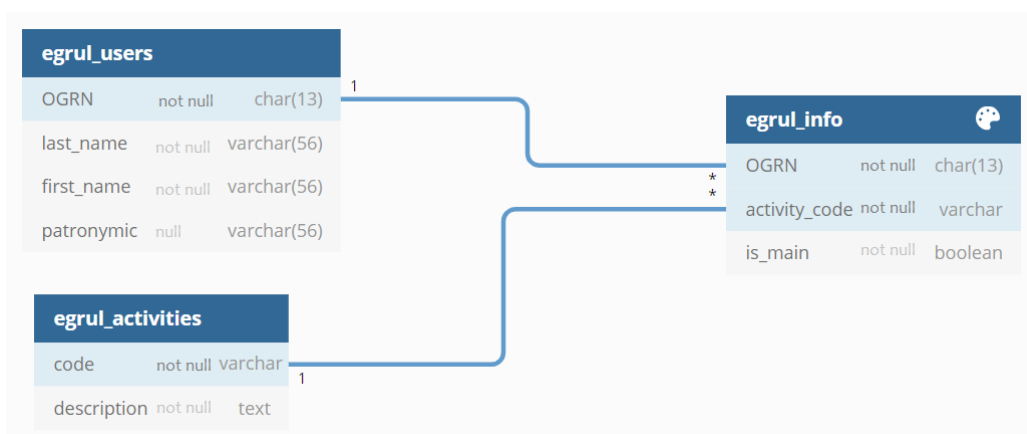 egrul_users
OGRN not null char(13)
last_name not null varchar(56)
first_name not null varchar(56)
patronymic null varchar(56)
1
egrul_info
OGRN not null char(13)
activity_code not null varchar
is_main not null boolean
*
*
egrul_activities
code not null varchar
description not null text
1